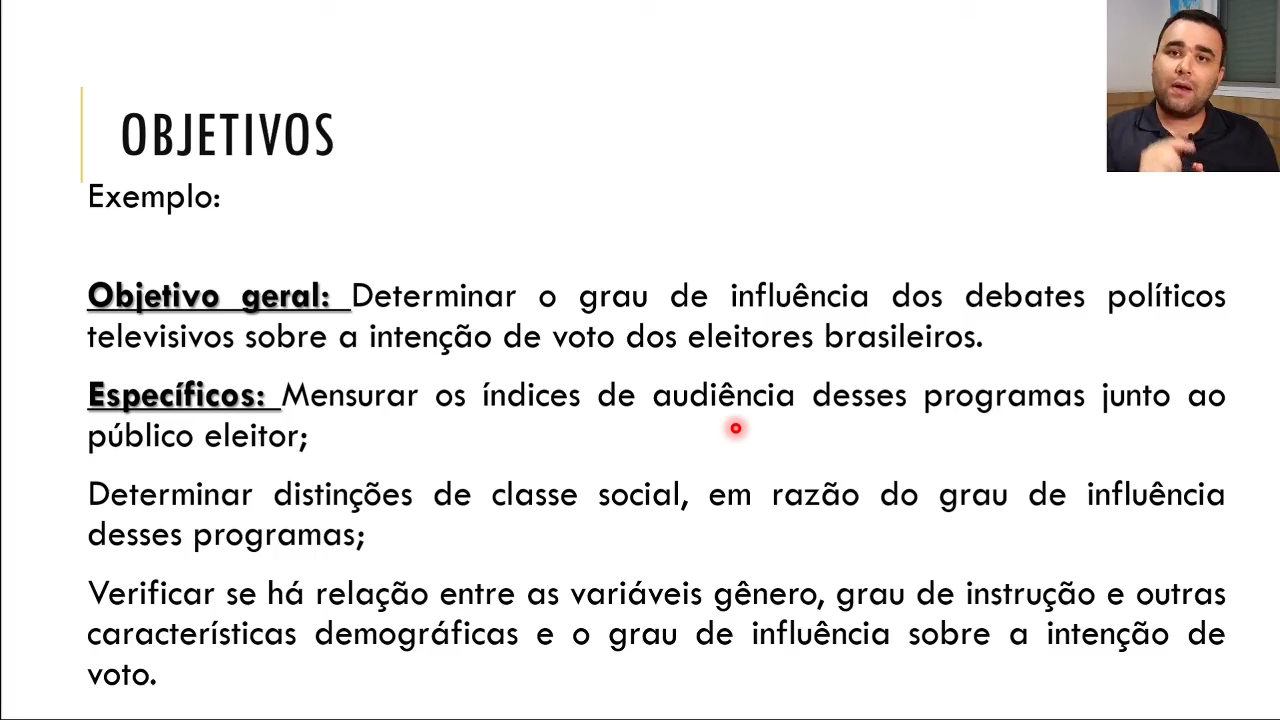 OBJETIVOS
Exemplo:
Objetivo geral: Determinar o grau de influência dos debates políticos
televisivos sobre a intenção de voto dos eleitores brasileiros.
Específicos: Mensurar os índices de audiência desses programas junto ao
público eleitor;
Determinar distinções de classe social, em razão do grau de influência
desses programas;
Verificar se há relação entre as variáveis gênero, grau de instrução e outras
características demográficas e o grau de influência sobre a intenção de
voto.